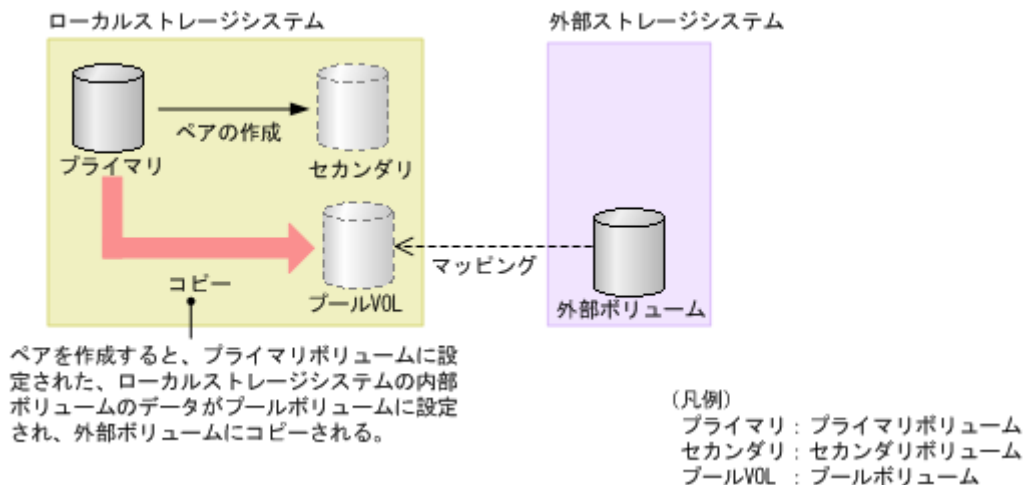 ローカルストレージシステム
外部ストレージシステム
ペアの作成
プライマリ
セカンダリ
マッピング
コピー
プールVOL
外部ボリューム
ペアを作成すると、プライマリボリュームに設
定された、ローカルストレージシステムの内部
ボリュームのデータがプールボリュームに設定
され、外部ボリュームにコピーされる。
（凡例）
プライマリ：プライマリボリューム
セカンダリ：セカンダリボリューム
プールVOL ：プールボリューム